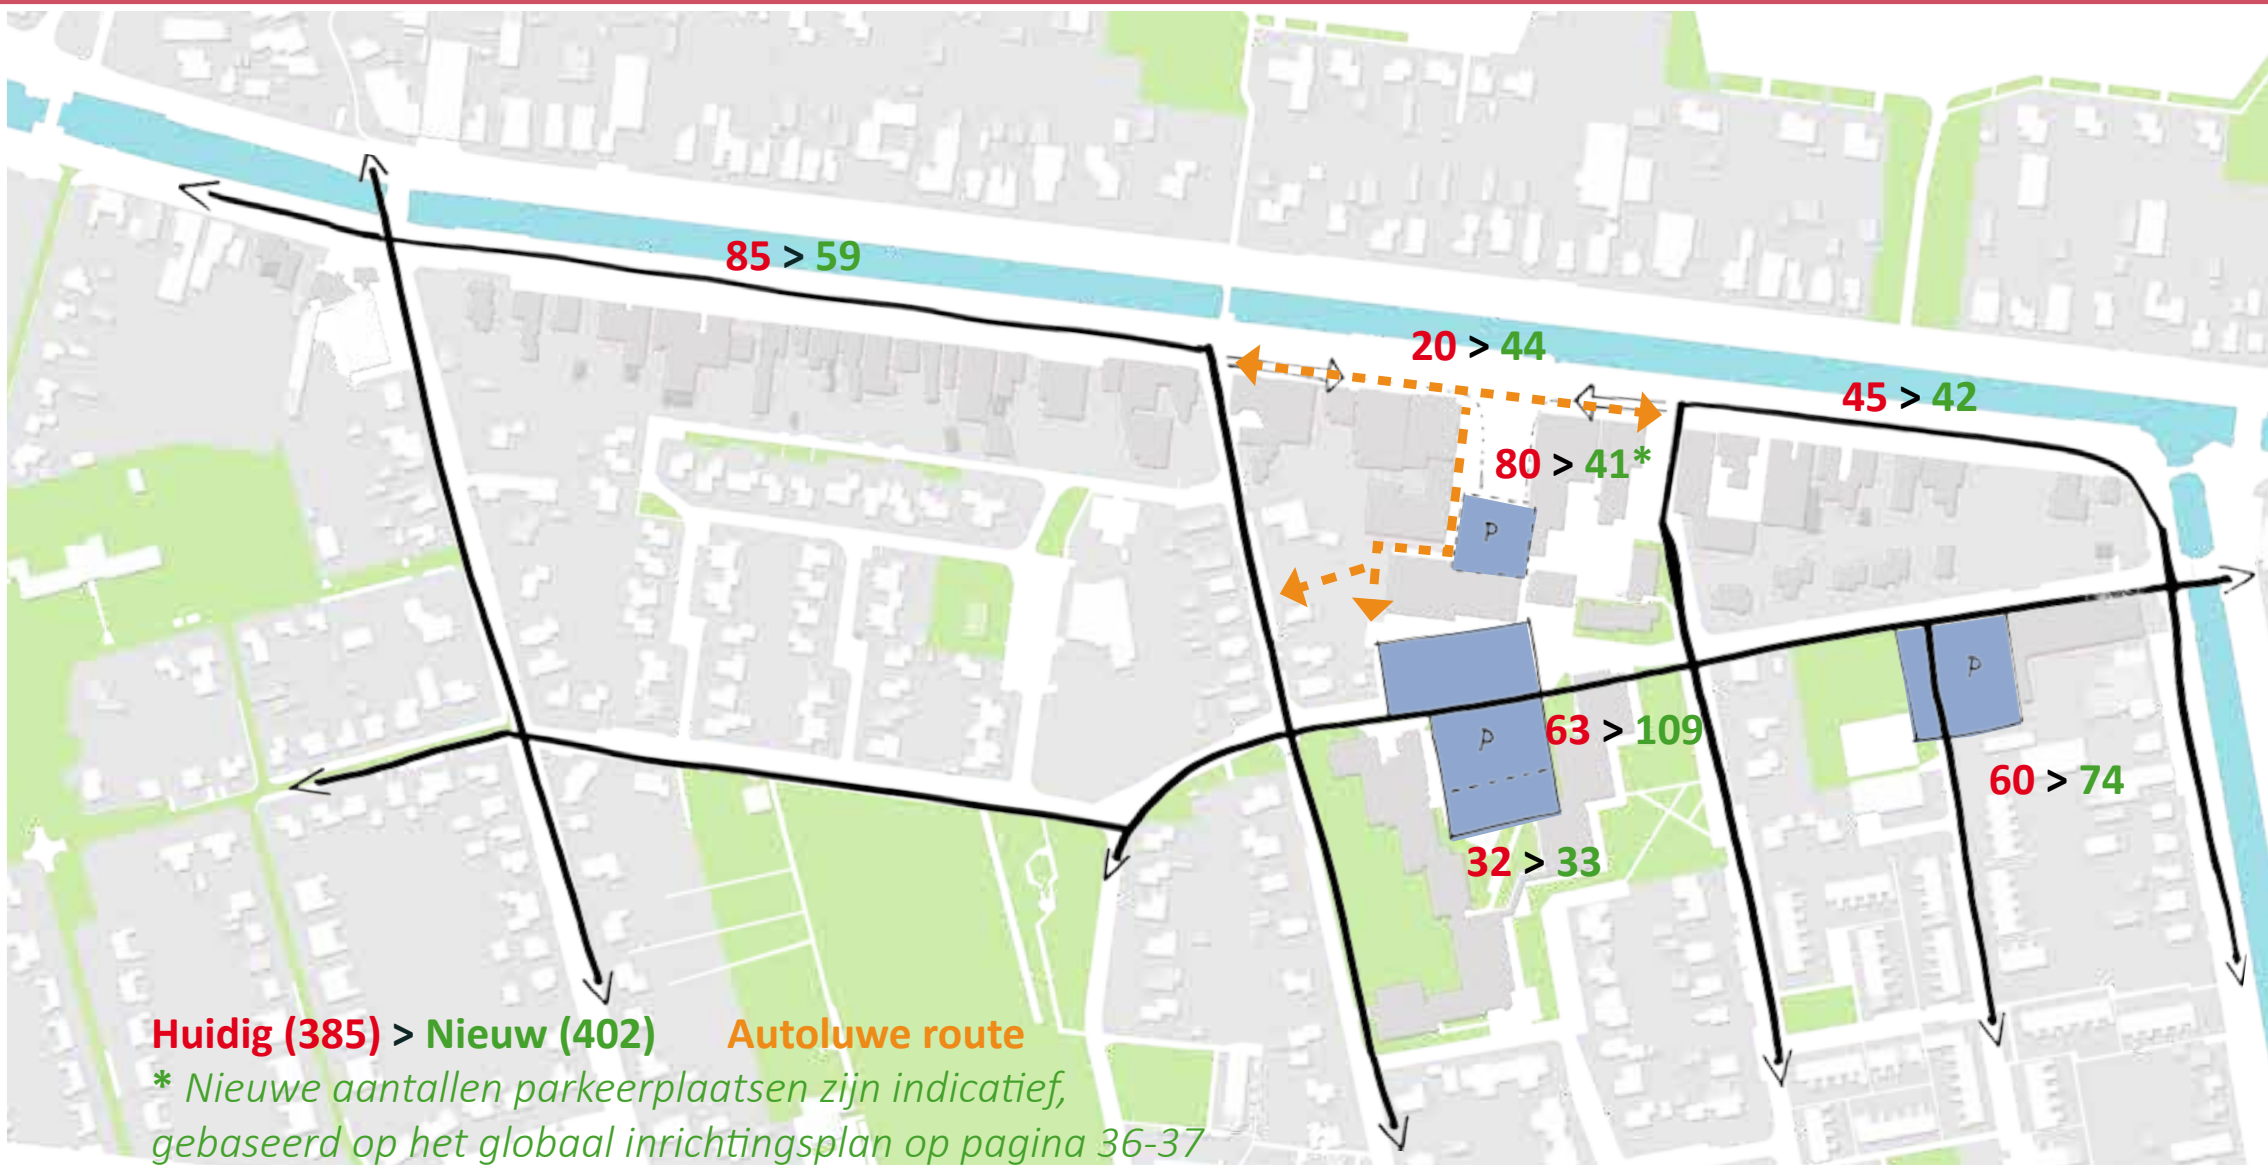 85 > 59
20 > 44
45 > 42
80 > 41*
P
P
P
63 > 109
60 > 74
32 > 33
Huidig (385) > Nieuw (402) Autoluwe route
* Nieuwe aantallen parkeerplaatsen zijn indicatief,
gebaseerd op het globaal inrichtingsplan op pagina 36-37